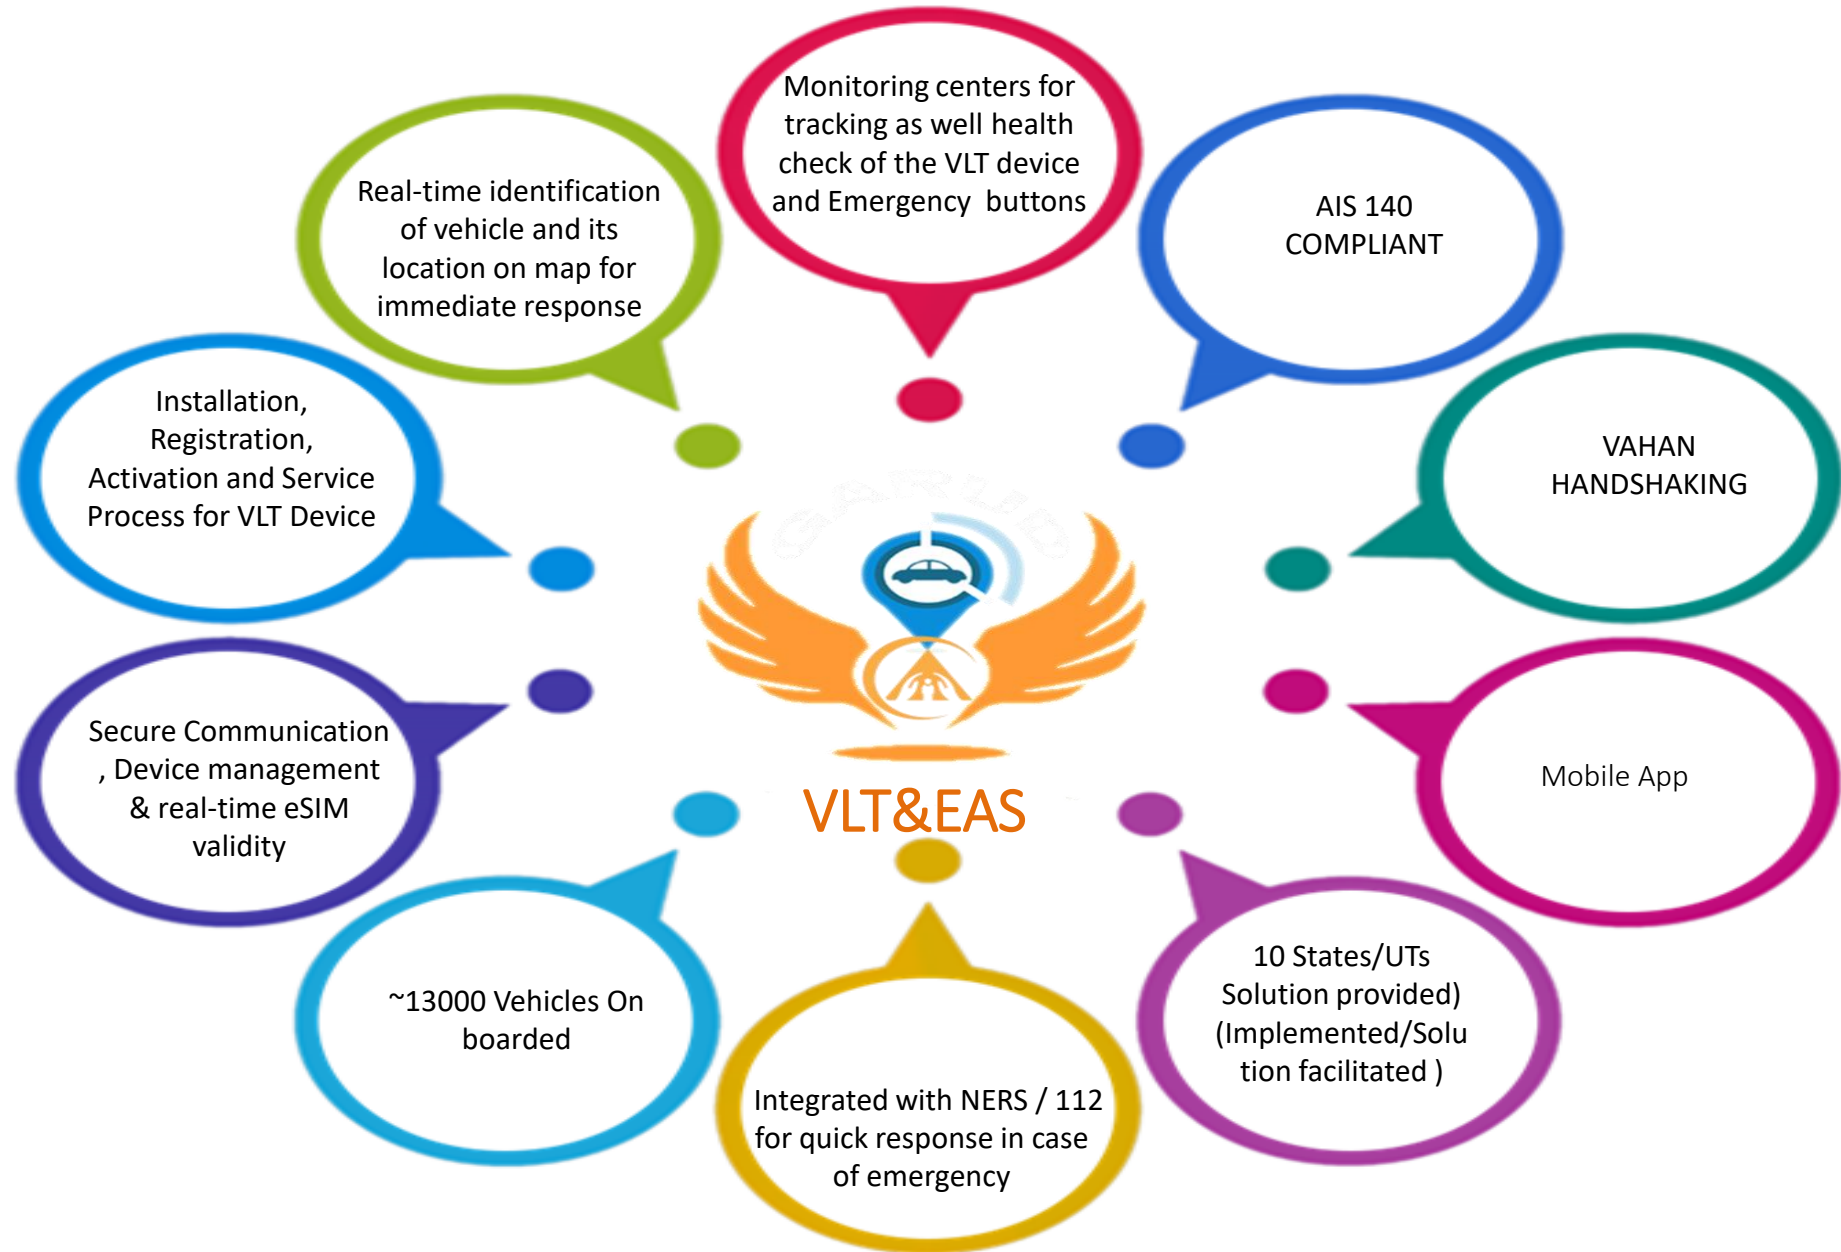 Monitoring centers for
tracking as well health
check of the VLT device
and Emergency buttons
AIS 140
COMPLIANT
VAHAN
HANDSHAKING
Mobile App
10 States/UTs
Solution provided)
(Implemented/Solu
tion facilitated )
Integrated with NERS / 112
for quick response in case
of emergency
~13000 Vehicles On
boarded
Secure Communication
, Device management
& real-time eSIM
validity
Installation,
Registration,
Activation and Service
Process for VLT Device
Real-time identification
of vehicle and its
location on map for
immediate response
GARUD
VLT&EAS